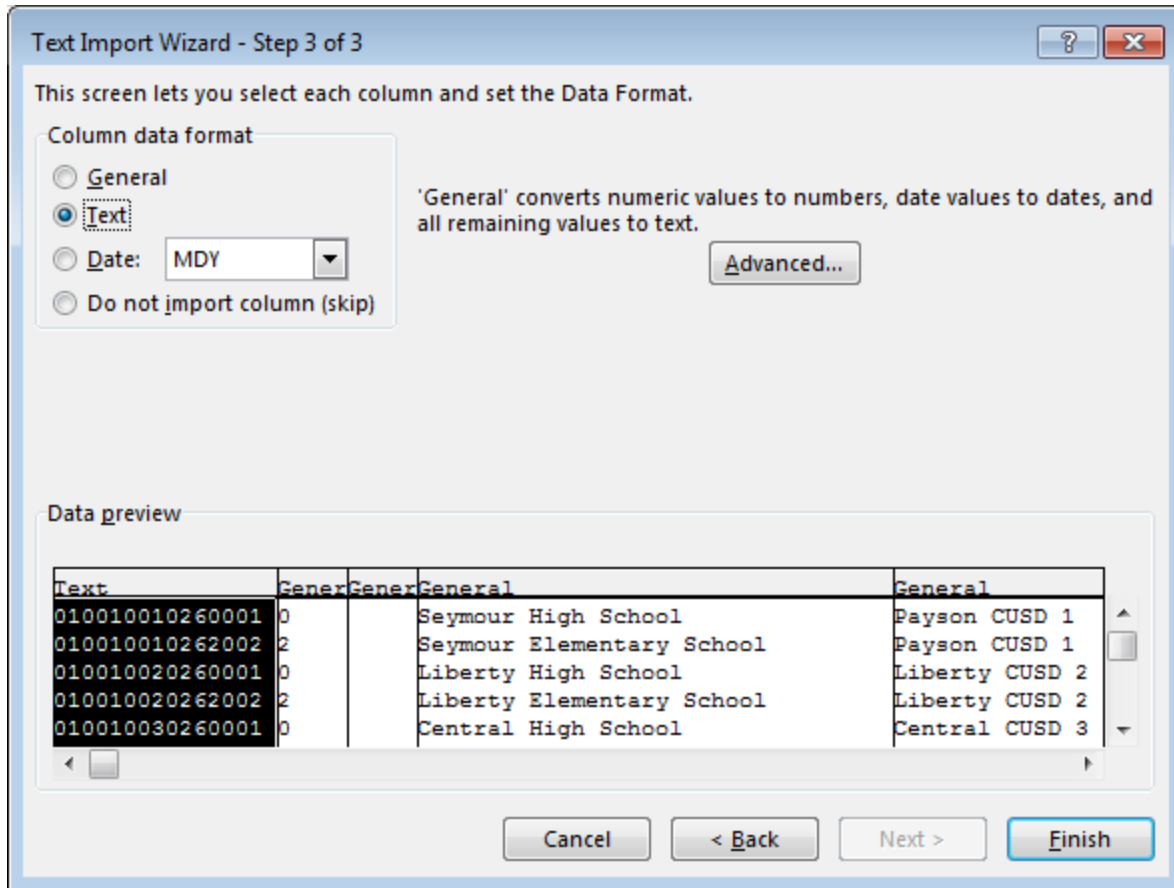 Text Import Wizard - Step 3 of 3
This screen lets you select each column and set the Data Format.
Column data format
General
Text
Date: MDY
Do not import column (skip)
'General' converts numeric values to numbers, date values to dates, and
all remaining values to text.
Advanced...
Data preview
Text Gener Gener General General
010010010260001 0 Seymour High School Payson CUSD 1
010010010262002 2 Seymour Elementary School Payson CUSD 1
010010020260001 0 Liberty High School Liberty CUSD 2
010010020262002 2 Liberty Elementary School Liberty CUSD 2
010010030260001 0 Central High School Central CUSD 3
Cancel < Back Next > Finish